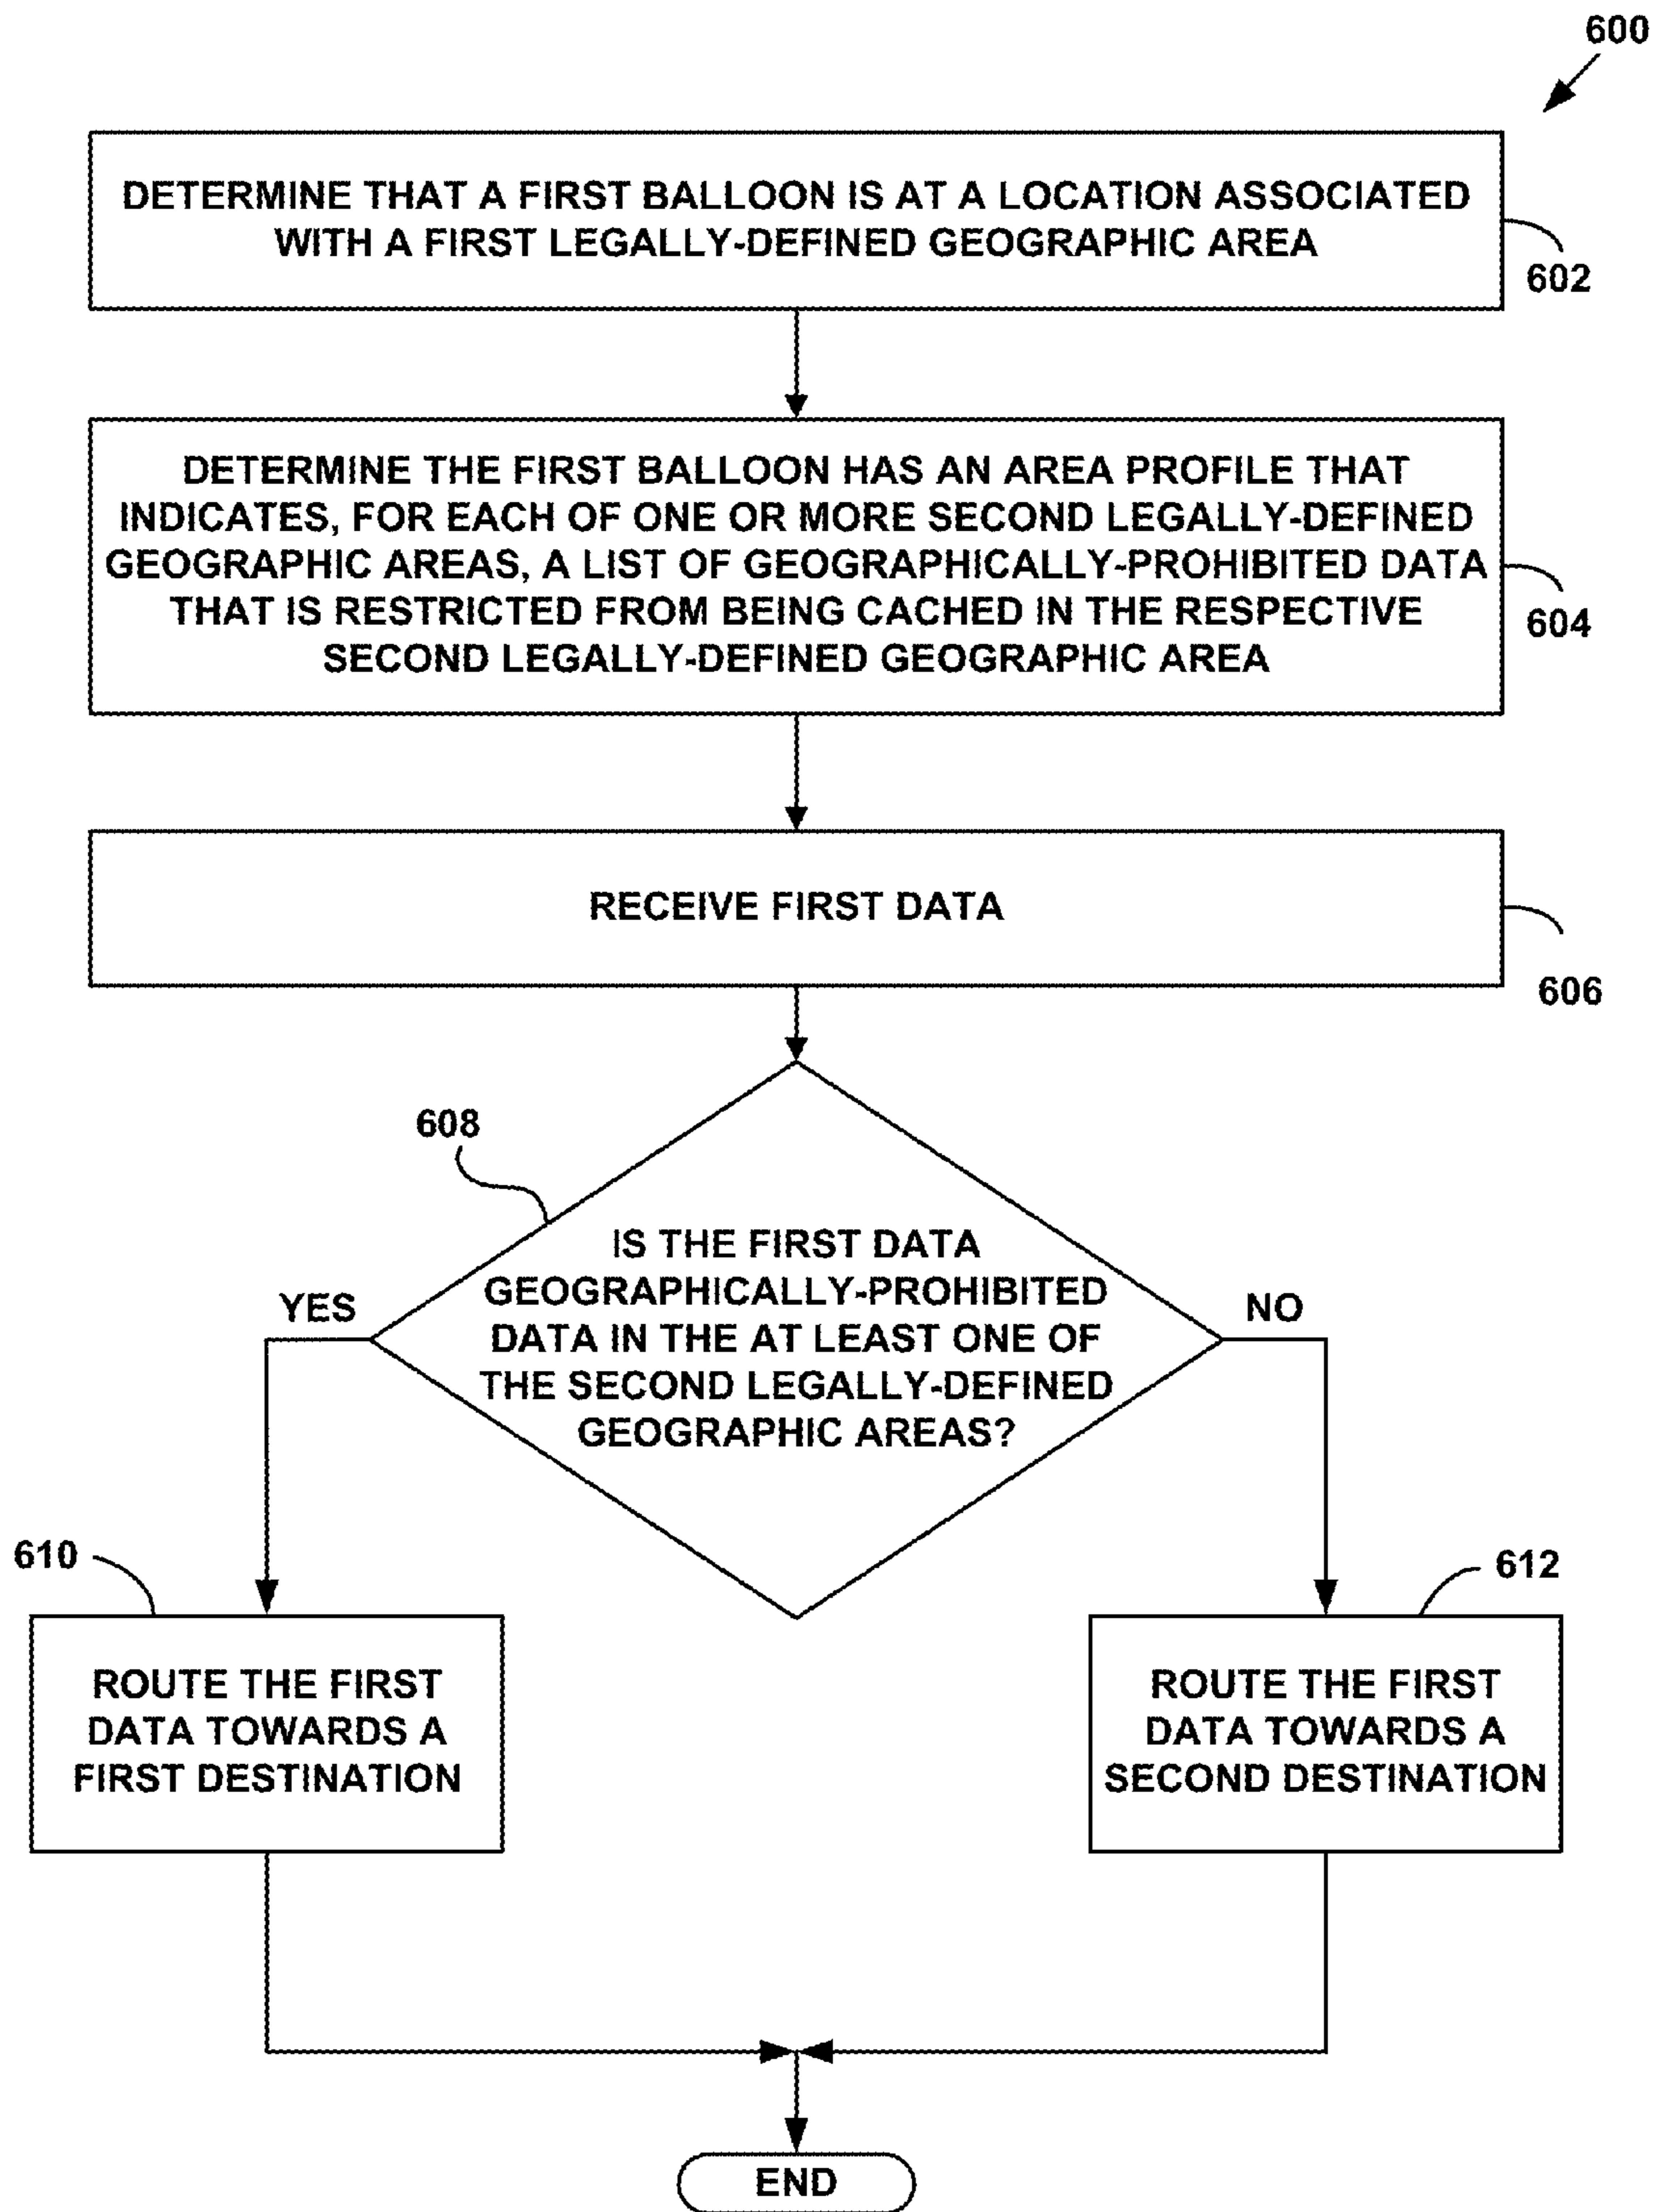 600
DETERMINE THAT A FIRST BALLOON IS AT A LOCATION ASSOCIATED
WITH A FIRST LEGALLY-DEFINED GEOGRAPHIC AREA
602
DETERMINE THE FIRST BALLOON HAS AN AREA PROFILE THAT
INDICATES, FOR EACH OF ONE OR MORE SECOND LEGALLY-DEFINED
GEOGRAPHIC AREAS, A LIST OF GEOGRAPHICALLY-PROHIBITED DATA
THAT IS RESTRICTED FROM BEING CACHED IN THE RESPECTIVE
SECOND LEGALLY-DEFINED GEOGRAPHIC AREA
604
RECEIVE FIRST DATA
606
608
IS THE FIRST DATA
GEOGRAPHICALLY-PROHIBITED
DATA IN THE AT LEAST ONE OF
THE SECOND LEGALLY-DEFINED
GEOGRAPHIC AREAS?
YES
NO
610
ROUTE THE FIRST
DATA TOWARDS A
FIRST DESTINATION
612
ROUTE THE FIRST
DATA TOWARDS A
SECOND DESTINATION
END